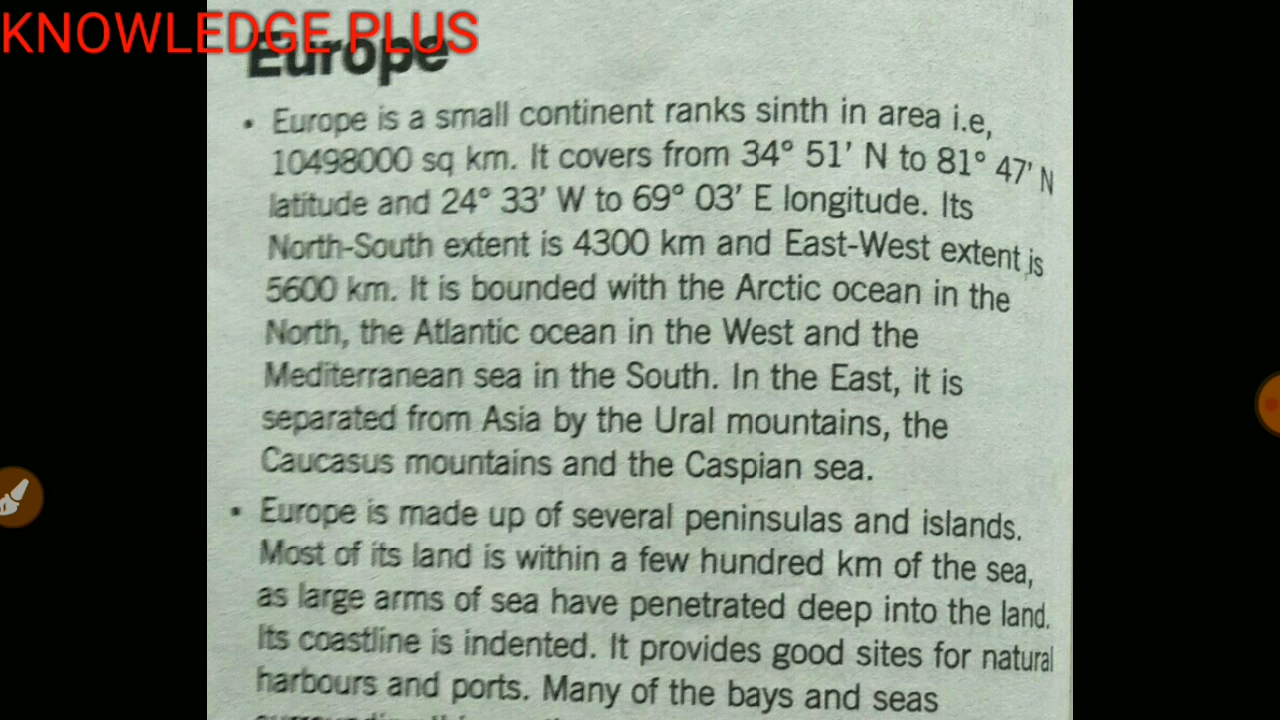 KNOWLEDGE PLUS
Europe
• Europe is a small continent ranks sinth in area i.e,
10498000 sq km. It covers from 34° 51' N to 81° 47' N
latitude and 24° 33' W to 69° 03' E longitude. Its
North-South extent is 4300 km and East-West extent is
5600 km. It is bounded with the Arctic ocean in the
North, the Atlantic ocean in the West and the
Mediterranean sea in the South. In the East, it is
separated from Asia by the Ural mountains, the
Caucasus mountains and the Caspian sea.
• Europe is made up of several peninsulas and islands.
Most of its land is within a few hundred km of the sea,
as large arms of sea have penetrated deep into the land.
Its coastline is indented. It provides good sites for natural
harbours and ports. Many of the bays and seas